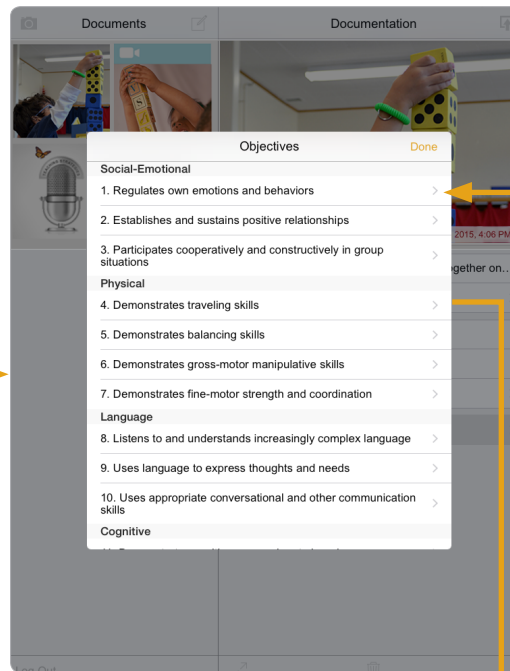 Documents
Documentation
Objectives
Done
Social-Emotional
1. Regulates own emotions and behaviors
2. Establishes and sustains positive relationships
3. Participates cooperatively and constructively in group
situations
2015, 4:06 PM
ogether on...
Physical
4. Demonstrates traveling skills
5. Demonstrates balancing skills
6. Demonstrates gross-motor manipulative skills
7. Demonstrates fine-motor strength and coordination
Language
8. Listens to and understands increasingly complex language
9. Uses language to express thoughts and needs
10. Uses appropriate conversational and other communication
skills
Cognitive
Log Out